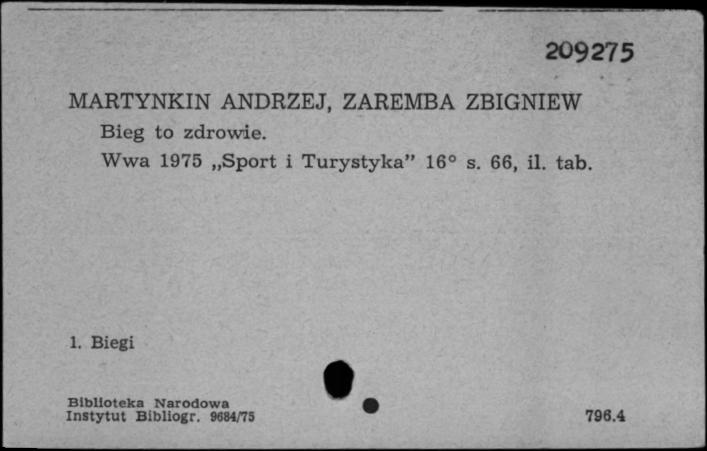 209275
MARTYNKIN ANDRZEJ, ZAREMBA ZBIGNIEW
Bieg to zdrowie.
Wwa 1975 „Sport i Turystyka” 16° s. 66, il. tab.
1. Biegi
Biblioteka Narodowa
Instytut Bibliogr. 9684/75
796.4